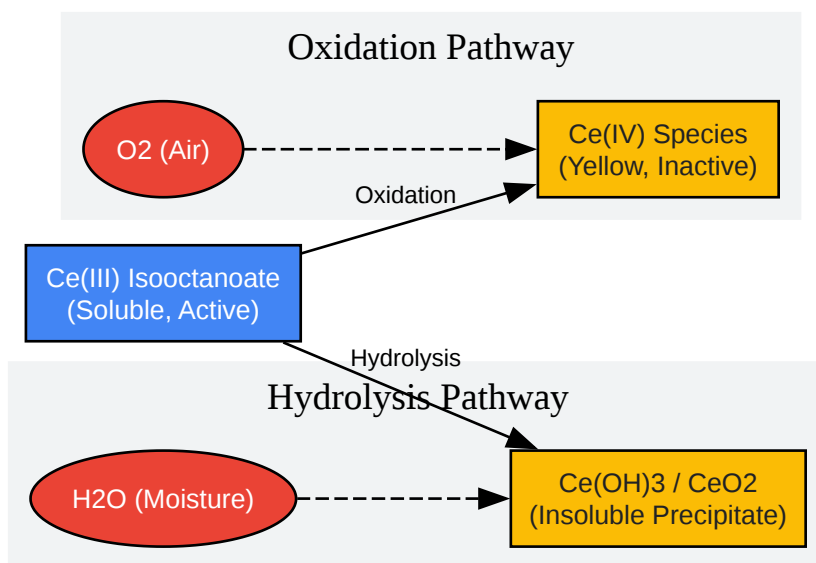 Oxidation Pathway
O2 (Air)
Ce(IV) Species
(Yellow, Inactive)
Oxidation
Ce(III) Isooctanoate
(Soluble, Active)
Hydrolysis
Hydrolysis Pathway
H2O (Moisture)
Ce(OH)3 / CeO2
(Insoluble Precipitate)